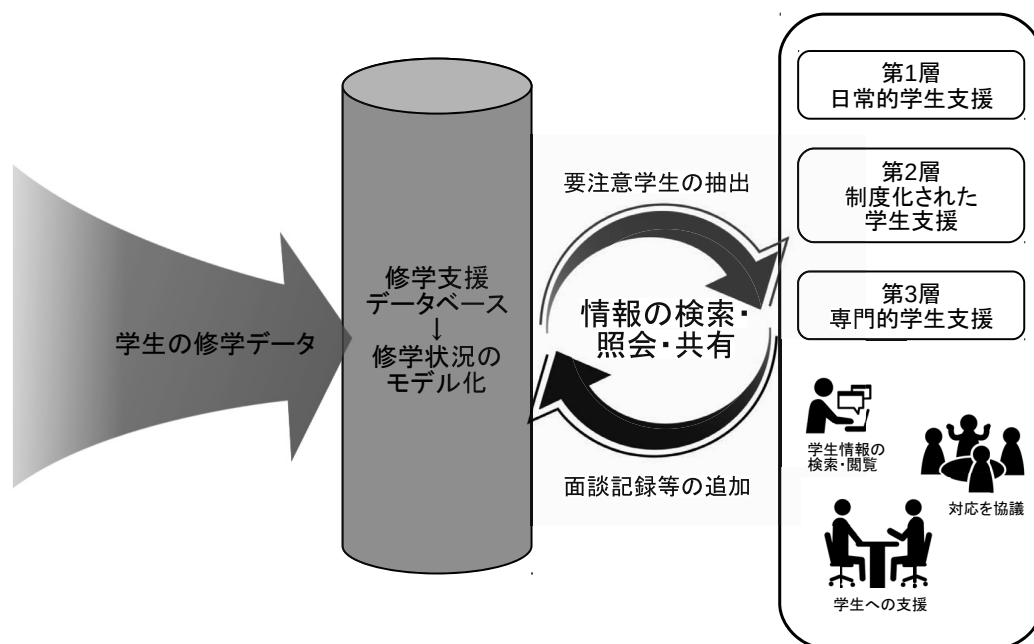 学生の修学データ
修学支援
データベース
↓
修学状況の
モデル化
要注意学生の抽出
情報の検索・
照会・共有
面談記録等の追加
第1層
日常的学生支援
第2層
制度化された
学生支援
第3層
専門的学生支援
学生情報の
検索・閲覧
対応を協議
学生への支援